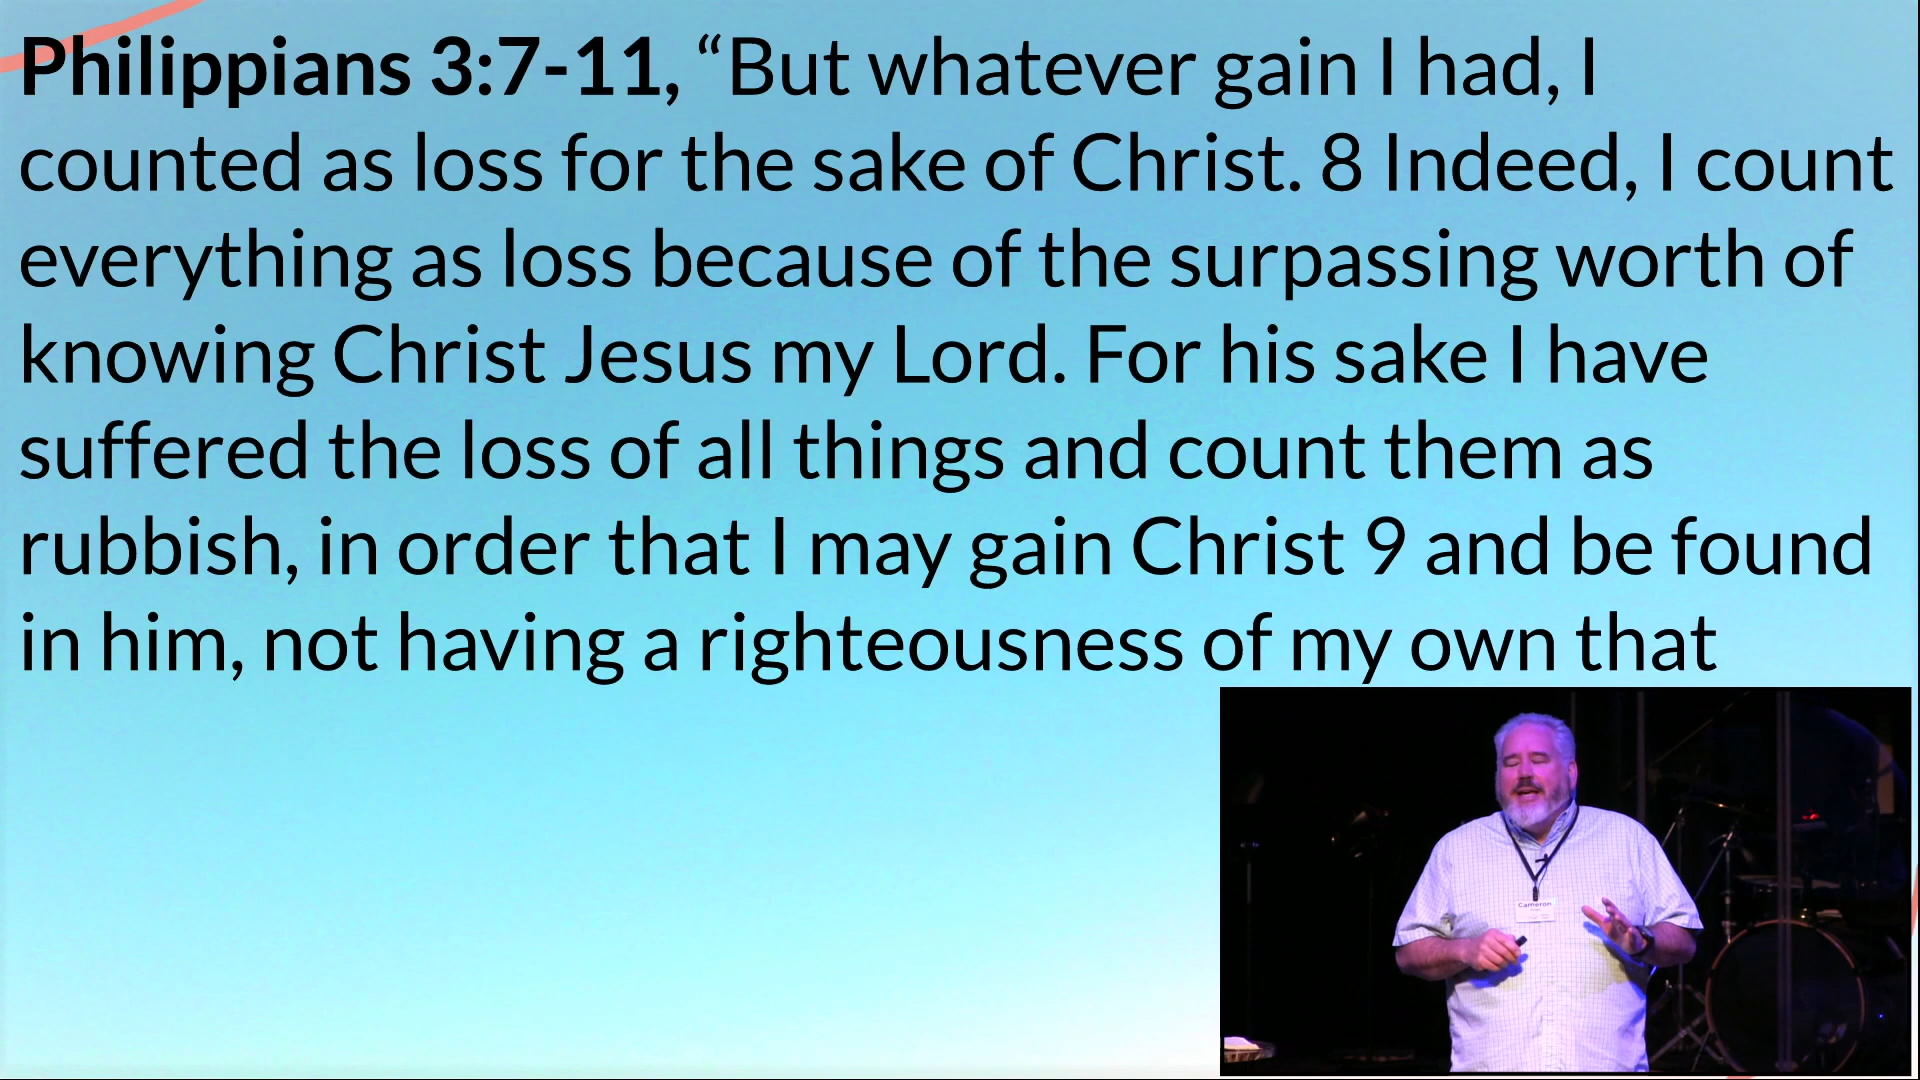 Philippians 3:7-11, “But whatever gain I had, I
counted as loss for the sake of Christ. 8 Indeed, I count
everything as loss because of the surpassing worth of
knowing Christ Jesus my Lord. For his sake I have
suffered the loss of all things and count them as
rubbish, in order that I may gain Christ 9 and be found
in him, not having a righteousness of my own that
Cameron